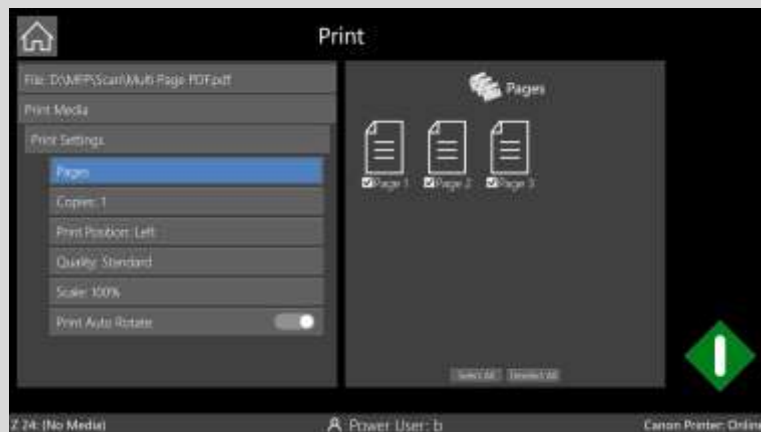 Print
File: D:\MFP\Scan\Multi Page PDF.pdf
Print Media
Print Settings
Pages
Copies: 1
Print Position: Left
Quality: Standard
Scale: 100%
Print Auto Rotate
Pages
Page 1 Page 2 Page 3
Select All Unselect All
Z 24: (No Media) Power User: b Canon Printer: Online